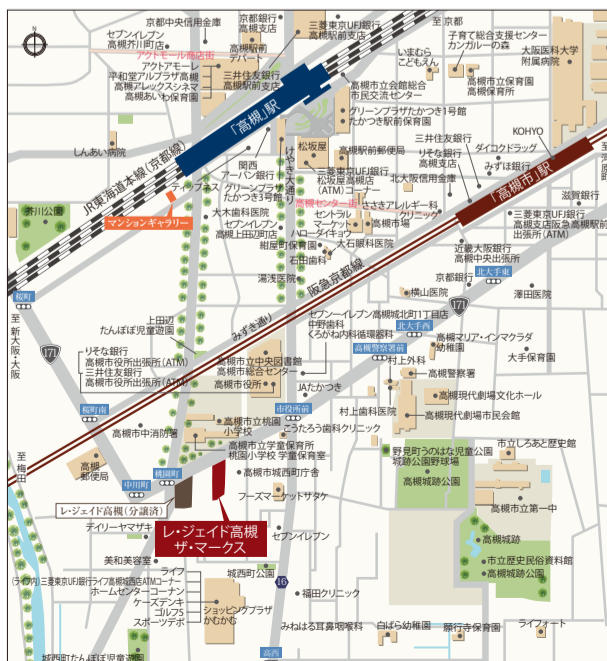 京都中央信用金庫
京都銀行
高槻支店
三菱東京UFJ銀行
高槻駅前支店
至 京都
子育て総合支援センター
カンガルーの森
大阪医科大学
附属病院
セブンイレブン
高槻芥川町店
高槻駅前
デパート
アクトモール商店街
アクトアモーレ
平和堂アルプラザ高槻
高槻アレックスシネマ
高槻あいわ保育園
三井住友銀行
高槻駅前支店
いまむら
こどもえん
高槻市立保育園
高槻保育所
高槻市立会館総合
市民交流センター
グリーンプラザたかつき1号館
たかつき駅前保育園
「高槻」駅
しんあい病院
JR東海道本線(京都線)
松坂屋
高槻駅前郵便局
三井住友銀行
りそな銀行
高槻支店
ダイコクドラッグ
みずほ銀行
KOHYO
至
河原
関西
アーバン銀行
けやき大通り
三菱東京UFJ銀行
松坂屋高槻店
(ATM)コーナー
北大阪信用金庫
「高槻市」駅
ティップネス
グリーンプラザ
たかつき3号館
高槻センター街
ささきアレルギー科
クリニック
滋賀銀行
芥川公園
マンションギャラリー
大木歯科医院
セブンイレブン
高槻上田辺町店
セントラル
マーケット
高槻市場
ハローダイキョウ
紺屋町保育園
大石眼科医院
石田歯科
三菱東京UFJ銀行
高槻支店阪急高槻駅前
出張所(ATM)
近畿大阪銀行
高槻中央出張所
湯浅医院
阪急京都線
京都銀行
北大手東
桜町
横山医院
171
澤田医院
至 新大阪・大阪
みずき通り
上田辺
たんぽぽ児童遊園
セブンイレブン高槻城北町1丁目店
中野歯科
くろかね内科循環器科
北大手西
高槻マリア・インマクラダ
幼稚園
171
りそな銀行
高槻市役所出張所(ATM)
三井住友銀行
高槻市役所出張所(ATM)
高槻市立中央図書館
高槻市総合センター
高槻市役所
高槻警察署前
村上外科
大手保育園
高槻警察署
JAたかつき
高槻現代劇場文化ホール
桜町南
市役所前
村上歯科医院
高槻現代劇場市民会館
高槻市立桃園
小学校
こうたろう歯科クリニック
高槻市中消防署
高槻市立学童保育所
桃園小学校 学童保育室
市立しろあと歴史館
至 梅田
野見町うのはな児童公園
城跡公園野球場
高槻
郵便局
桃園町
高槻市城西町庁舎
高槻城跡公園
中川町
フーズマーケットサタケ
レ・ジェイド高槻(分譲済)
高槻市立第一中
レ・ジェイド高槻
ザ・マークス
デイリーヤマザキ
セブンイレブン
高槻城跡
美和美容室
市立歴史民俗資料館
高槻城跡公園
ライフ
(ライフ内)三菱東京UFJ銀行ライフ高槻城西店ATMコーナー
ホームセンターコーナン
ケーズデンキ
ゴルフ5
スポーツデポ
城西町公園
16
福田クリニック
ショッピングプラザ
かむかむ
みねはる耳鼻咽喉科
白ばら幼稚園
願行寺保育園
ライフォート
高西
城西町たんぽぽ児童遊園